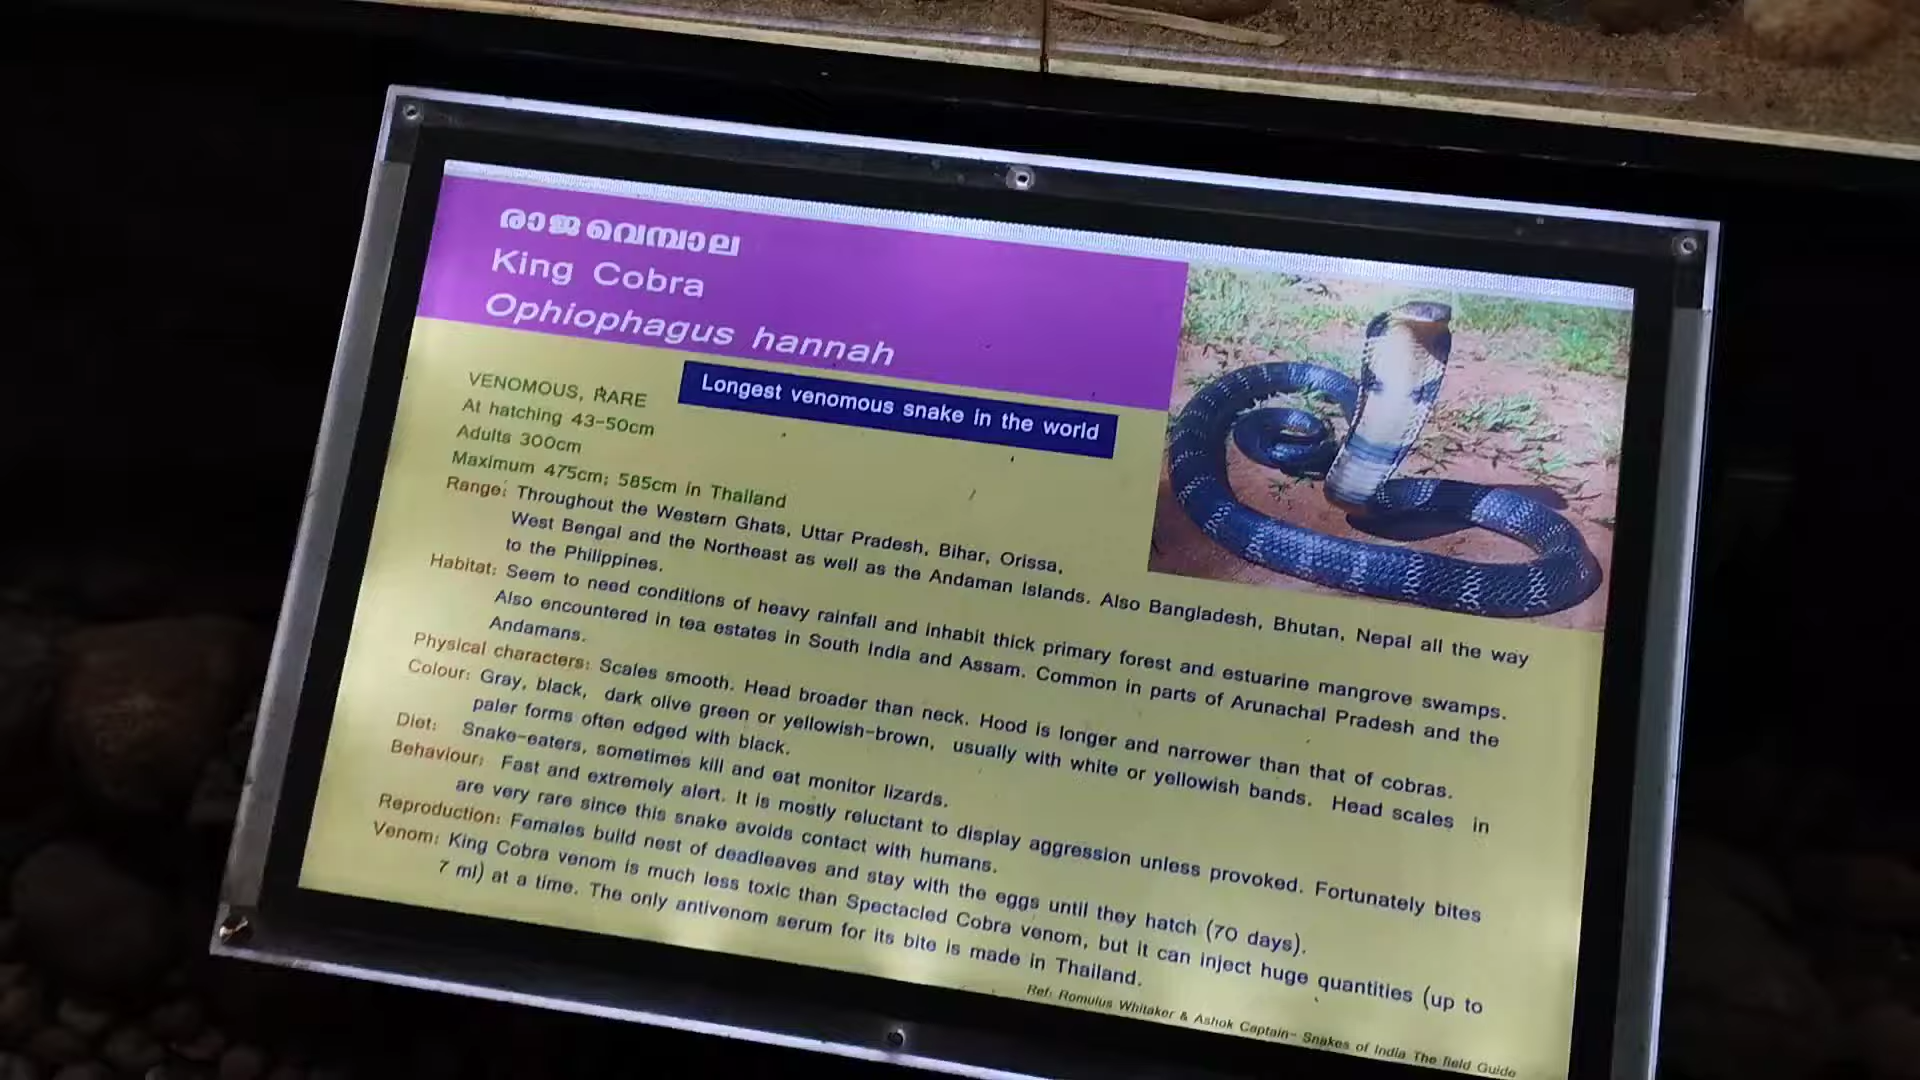 രാജവെമ്പാല
King Cobra
Ophiophagus hannah
Longest venomous snake in the world
VENOMOUS, RARE
At hatching 43-50cm
Adults 300cm
Maximum 475cm; 585cm in Thailand
Range: Throughout the Western Ghats, Uttar Pradesh, Bihar, Orissa,
West Bengal and the Northeast as well as the Andaman Islands. Also Bangladesh, Bhutan, Nepal all the way
to the Philippines.
Habitat: Seem to need conditions of heavy rainfall and inhabit thick primary forest and estuarine mangrove swamps.
Also encountered in tea estates in South India and Assam. Common in parts of Arunachal Pradesh and the
Andamans.
Physical characters: Scales smooth. Head broader than neck. Hood is longer and narrower than that of cobras.
Colour: Gray, black, dark olive green or yellowish-brown, usually with white or yellowish bands. Head scales in
paler forms often edged with black.
Diet: Snake-eaters, sometimes kill and eat monitor lizards.
Behaviour: Fast and extremely alert. It is mostly reluctant to display aggression unless provoked. Fortunately bites
are very rare since this snake avoids contact with humans.
Reproduction: Females build nest of deadleaves and stay with the eggs until they hatch (70 days).
Venom: King Cobra venom is much less toxic than Spectacled Cobra venom, but it can inject huge quantities (up to
7 ml) at a time. The only antivenom serum for its bite is made in Thailand.
Ref: Romulus Whitaker & Ashok Captain- Snakes of India The field Guide